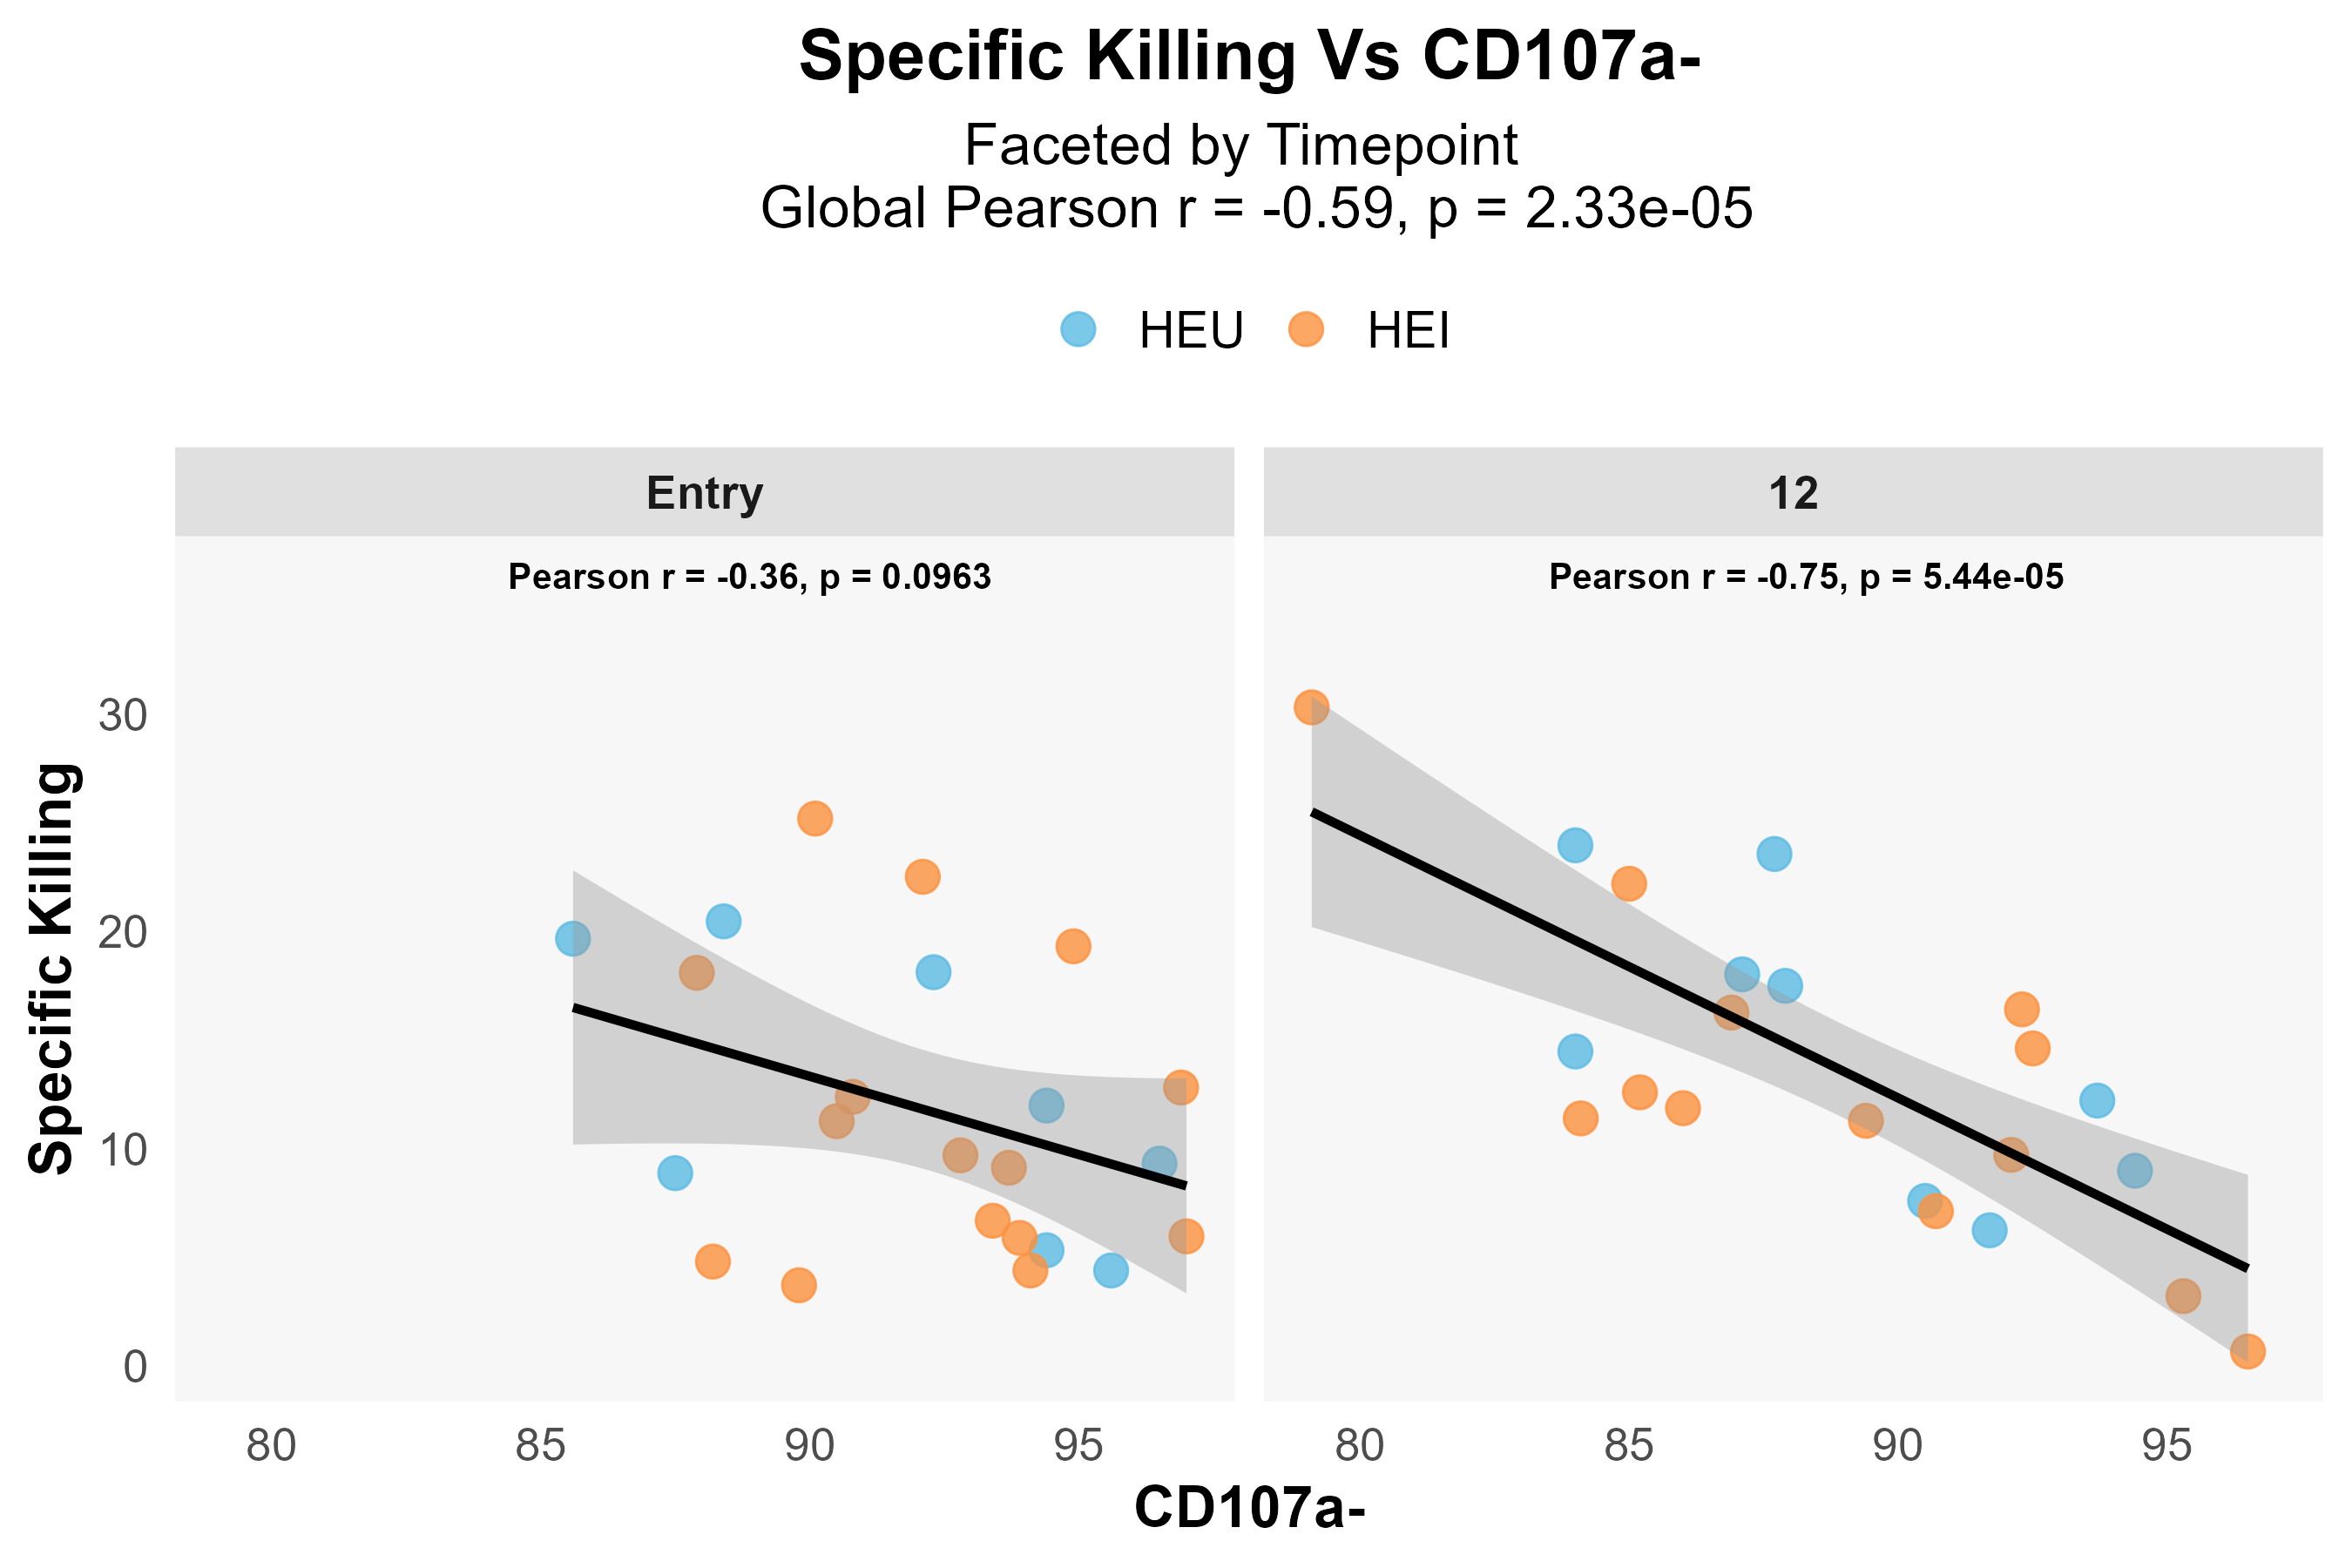 Specific Killing Vs CD107a-
Faceted by Timepoint
Global Pearson r = -0.59, p = 2.33e-05
HEU HEI
Entry
Pearson r = -0.36, p = 0.0963
12
Pearson r = -0.75, p = 5.44e-05
Specific Killing
30
20
10
0
80 85 90 95
80 85 90 95
CD107a-